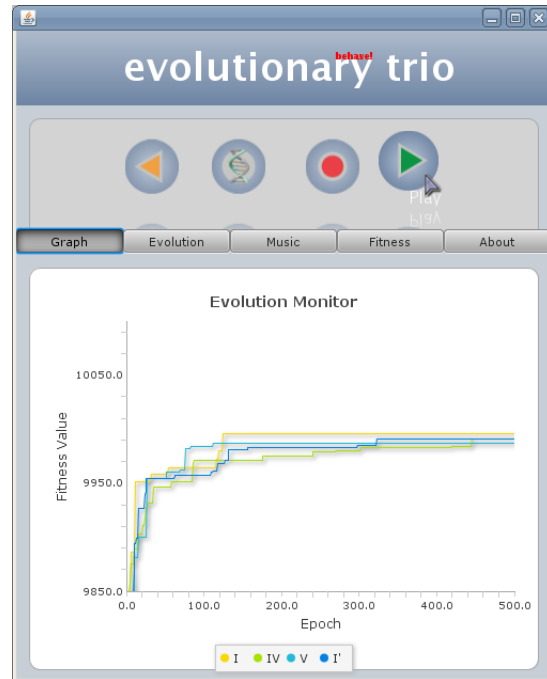 behave!
evolutionary trio
Play
Play
Graph Evolution Music Fitness About
Evolution Monitor
10050.0
9950.0
9850.0
Fitness Value
0.0 100.0 200.0 300.0 400.0 500.0
Epoch
I IV V I'